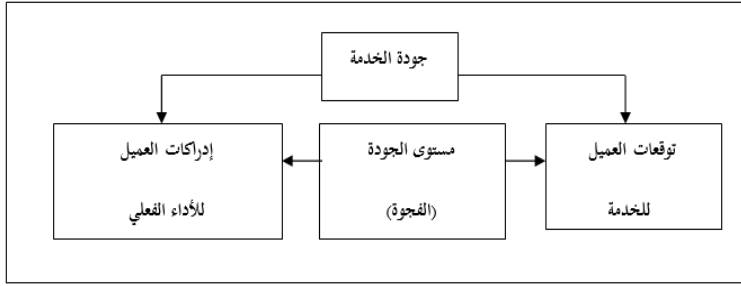 جودة الخدمة
توقعات العميل
للخدمة
مستوى الجودة
(الفجوة)
إدراكات العميل
للأداء الفعلي